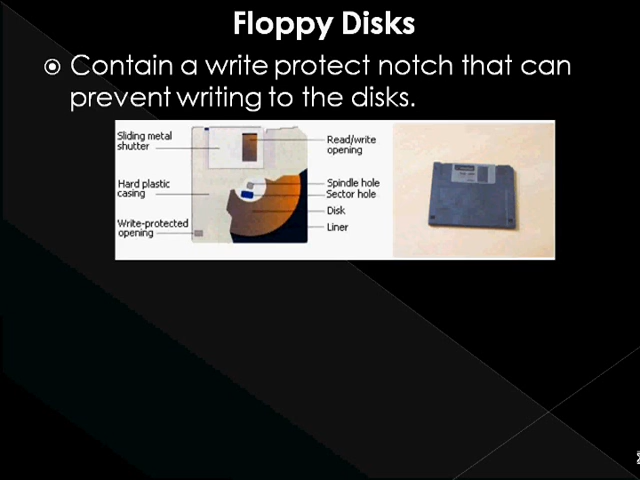 Floppy Disks
Contain a write protect notch that can
prevent writing to the disks.
Sliding metal
shutter
Hard plastic
casing
Write-protected
opening
Read/write
opening
Spindle hole
Sector hole
Disk
Liner